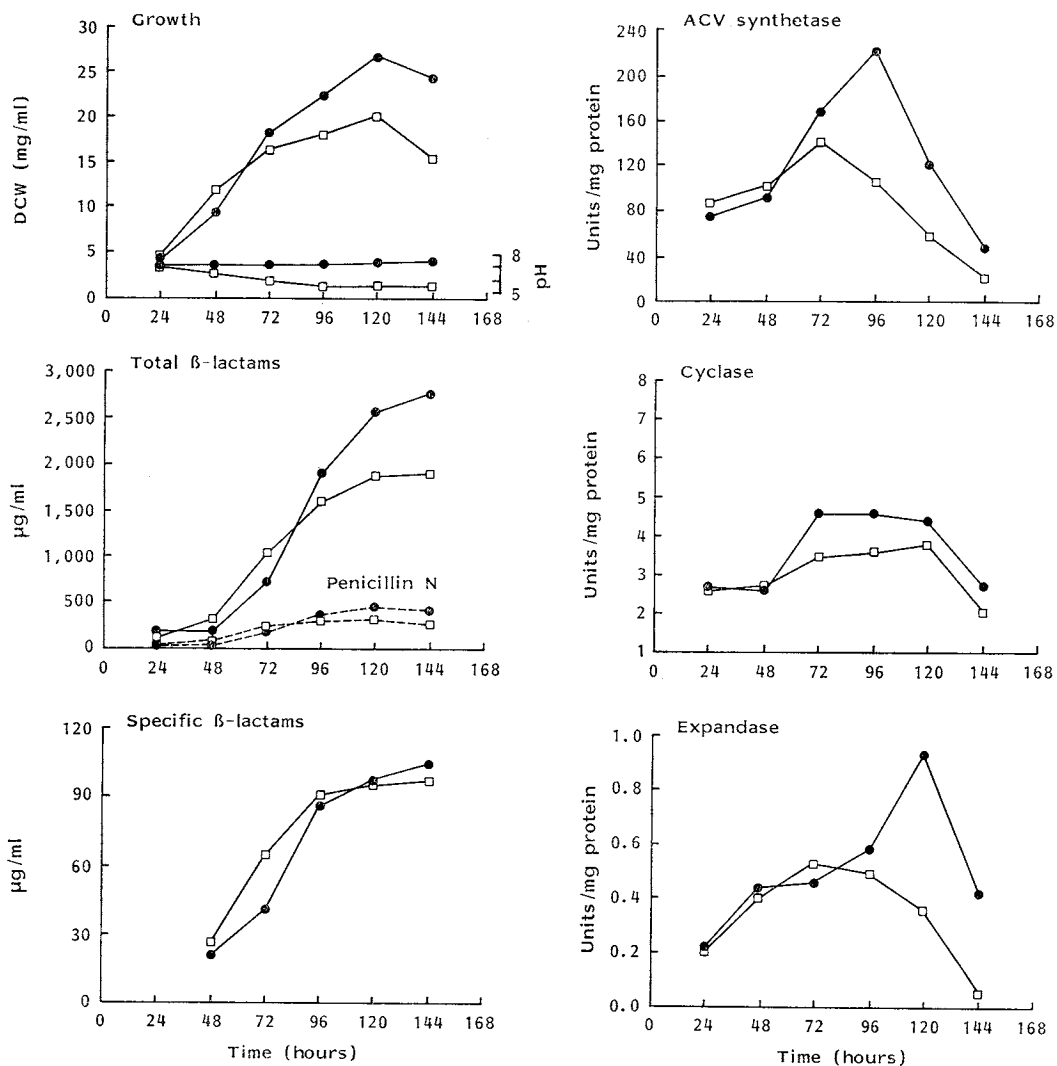 Growth
DCW (mg/ml)
30
25
20
15
10
5
0
8
5
pH
0 24 48 72 96 120 144 168
ACV synthetase
Units/mg protein
240
200
160
120
80
40
0
0 24 48 72 96 120 144 168
Total ß-lactams
µg/ml
3,000
2,500
2,000
1,500
1,000
500
0
Penicillin N
0 24 48 72 96 120 144 168
Cyclase
Units/mg protein
8
7
6
5
4
3
2
1
0 24 48 72 96 120 144 168
Specific ß-lactams
µg/ml
120
90
60
30
0
0 24 48 72 96 120 144 168
Time (hours)
Expandase
Units/mg protein
1.0
0.8
0.6
0.4
0.2
0.0
0 24 48 72 96 120 144 168
Time (hours)